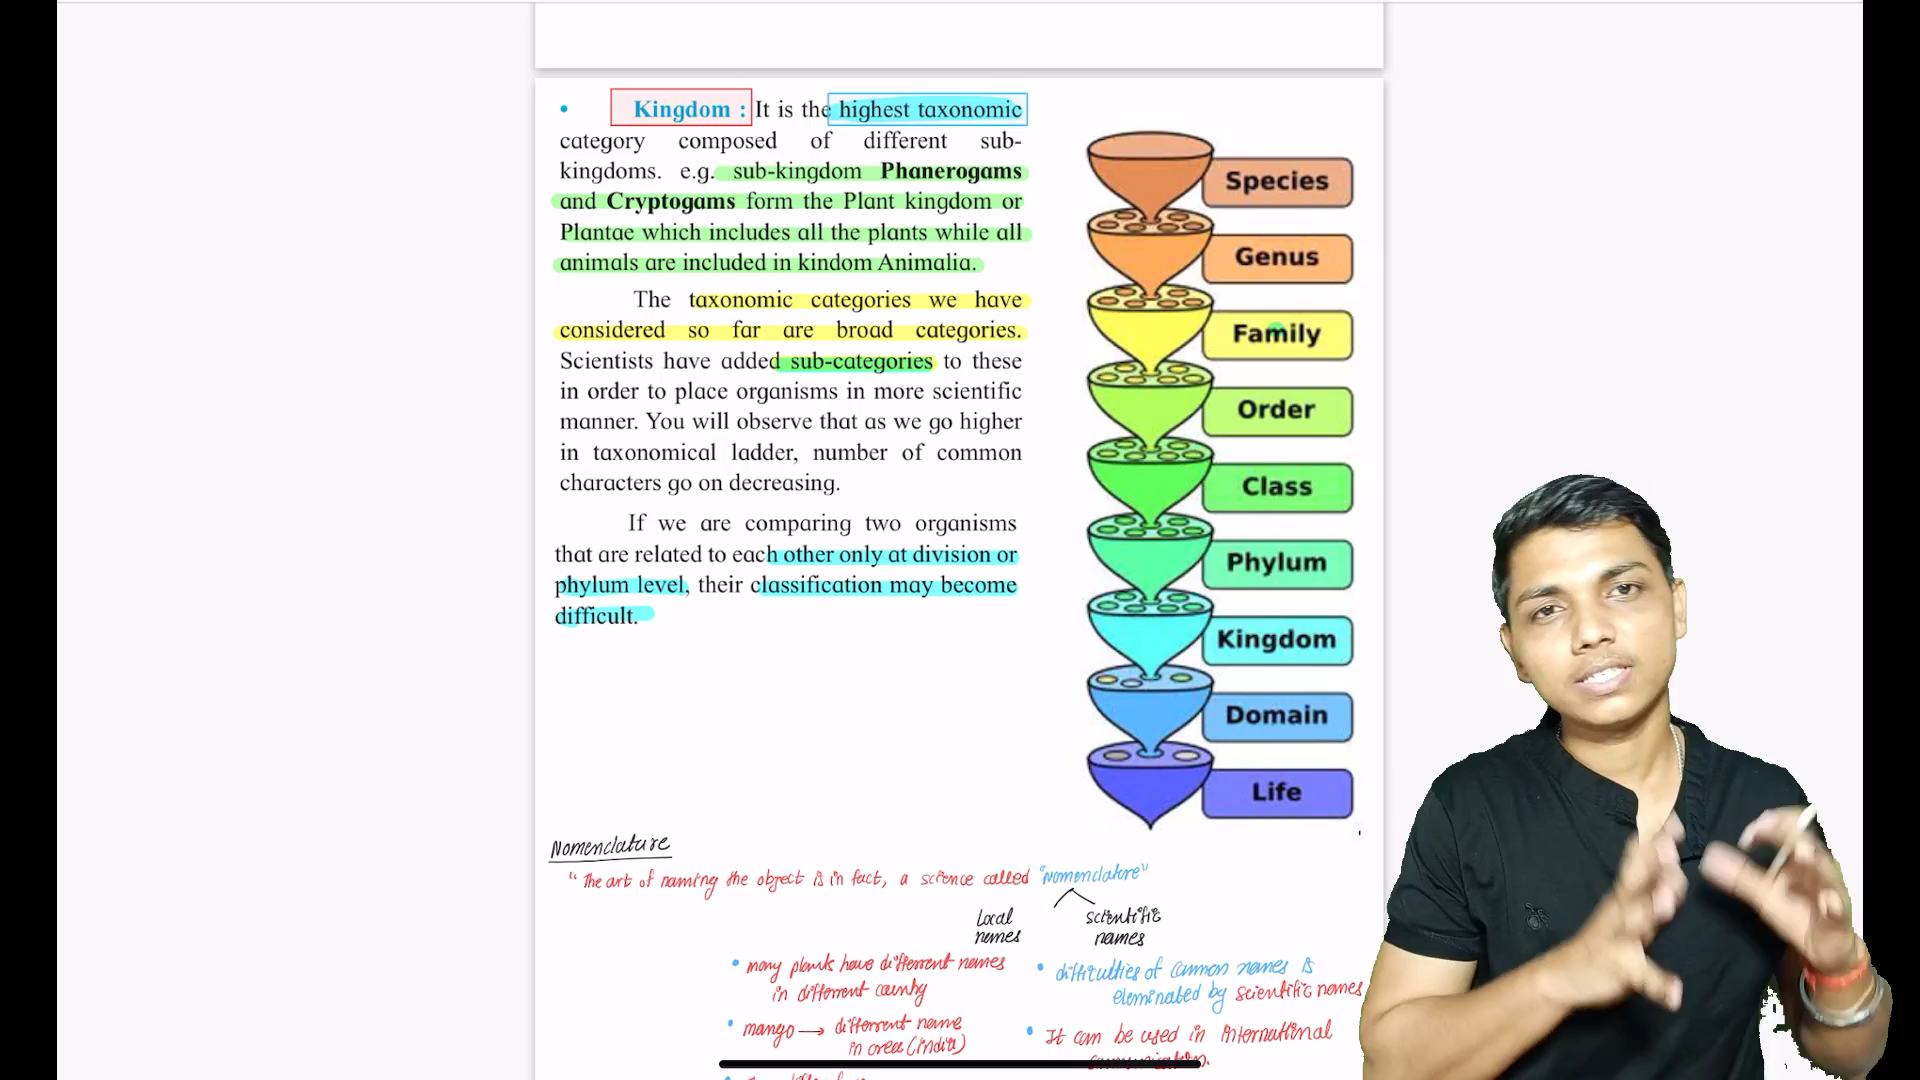 • Kingdom : It is the highest taxonomic
category composed of different sub-
kingdoms. e.g. sub-kingdom Phanerogams
and Cryptogams form the Plant kingdom or
Plantae which includes all the plants while all
animals are included in kindom Animalia.
The taxonomic categories we have
considered so far are broad categories.
Scientists have added sub-categories to these
in order to place organisms in more scientific
manner. You will observe that as we go higher
in taxonomical ladder, number of common
characters go on decreasing.
If we are comparing two organisms
that are related to each other only at division or
phylum level, their classification may become
difficult.
Species
Genus
Family
Order
Class
Phylum
Kingdom
Domain
Life
Nomenclature
"The art of naming the object is in fact, a science called "nomenclature"
Local
names
scientific
names
• many plants have different names
in different
• mango → different name
in (india)
• difficulties of common names is
eleminated by scientific names
• It can be used in international